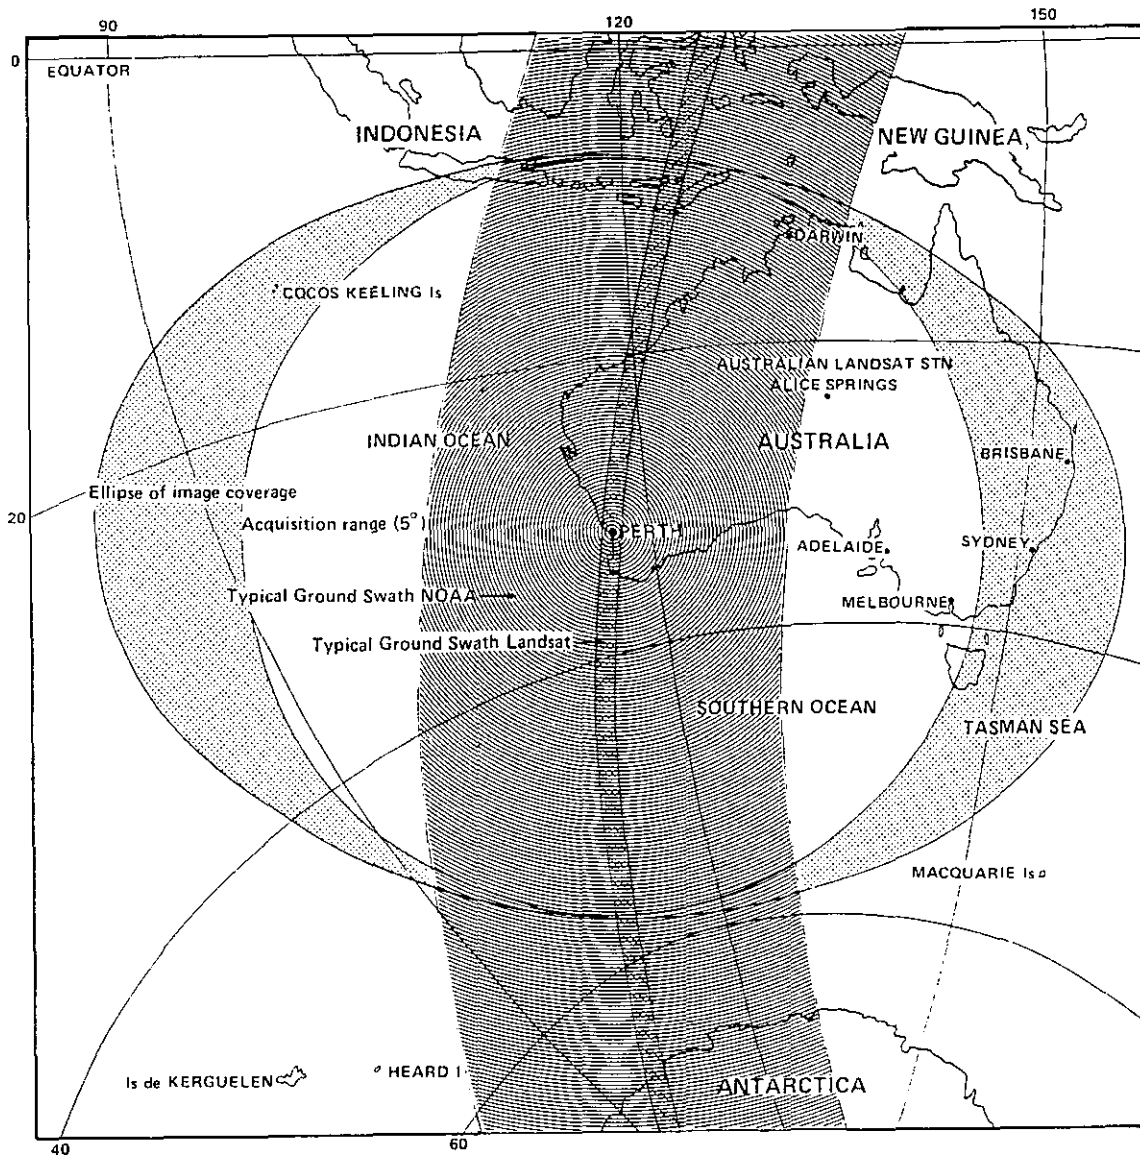 90
120
150
0
EQUATOR
INDONESIA
NEW GUINEA
DARWIN
COCOS KEELING Is
AUSTRALIAN LANDSAT STN
ALICE SPRINGS
INDIAN OCEAN
AUSTRALIA
BRISBANE
Ellipse of image coverage
20
Acquisition range (5°)
PERTH
ADELAIDE
SYDNEY
Typical Ground Swath NOAA
MELBOURNE
Typical Ground Swath Landsat
SOUTHERN OCEAN
TASMAN SEA
MACQUARIE Is
Is de KERGUELEN
HEARD I
ANTARCTICA
40
60